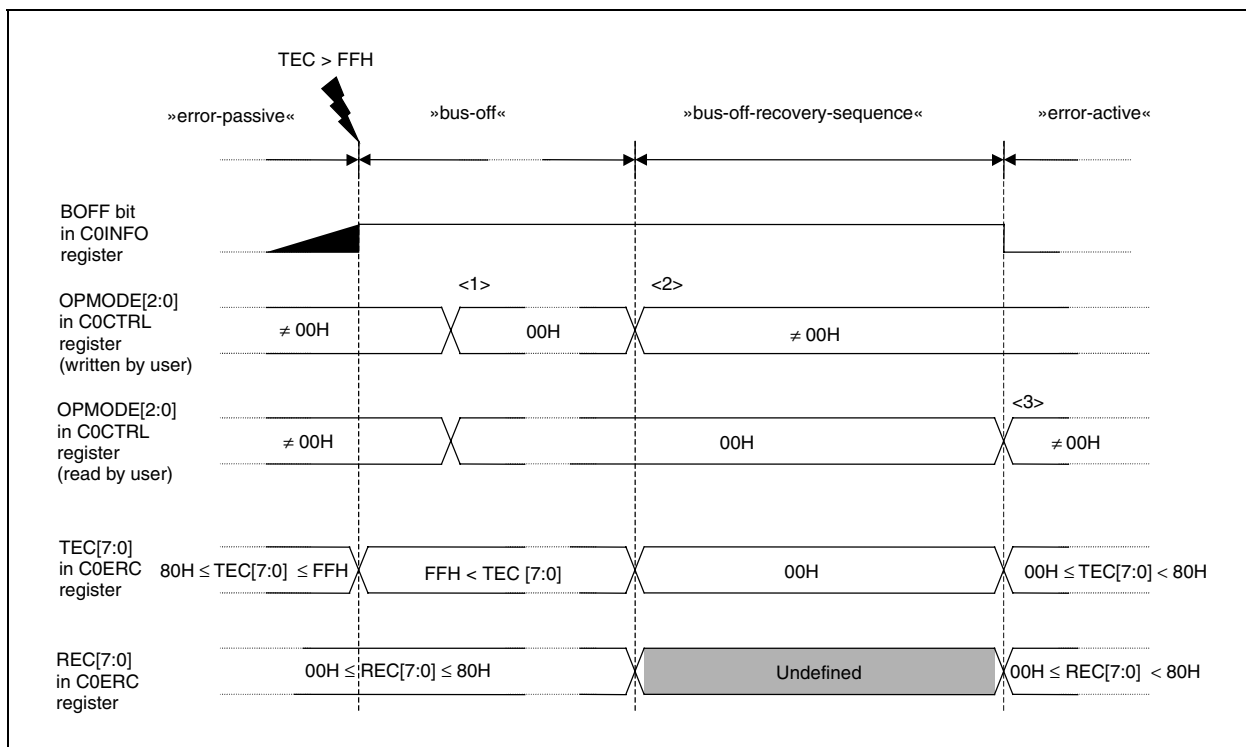 TEC > FFH
»error-passive«
»bus-off«
»bus-off-recovery-sequence«
»error-active«
BOFF bit
in C0INFO
register
<1>
<2>
OPMODE[2:0]
in C0CTRL
register
(written by user)
≠ 00H
00H
≠ 00H
<3>
OPMODE[2:0]
in C0CTRL
register
(read by user)
≠ 00H
00H
≠ 00H
TEC[7:0]
in C0ERC
register
80H ≤ TEC[7:0] ≤ FFH
FFH < TEC [7:0]
00H
00H ≤ TEC[7:0] < 80H
REC[7:0]
in C0ERC
register
00H ≤ REC[7:0] ≤ 80H
Undefined
00H ≤ REC[7:0] < 80H